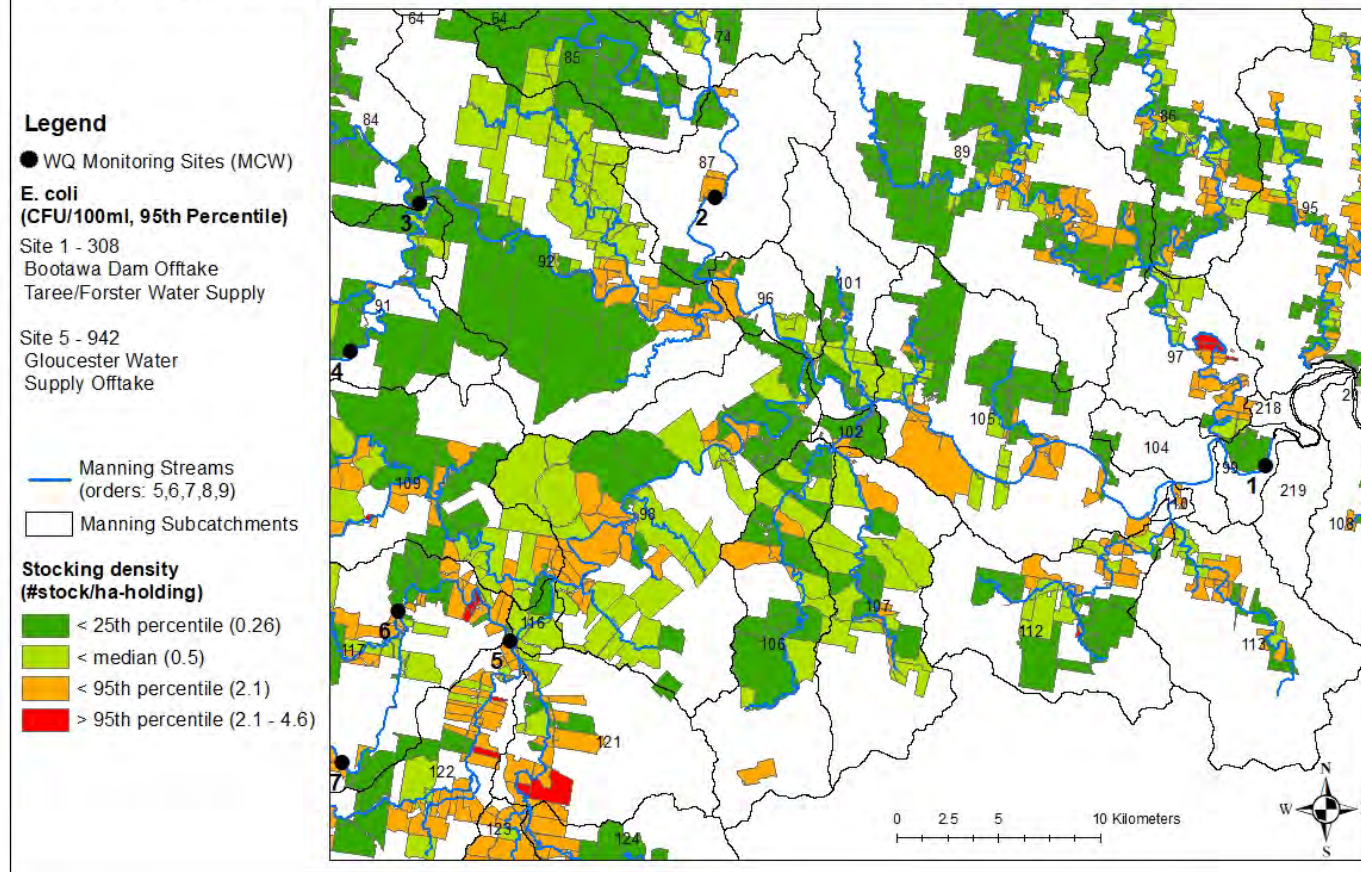 Legend
WQ Monitoring Sites (MCW)
E. coli
(CFU/100ml, 95th Percentile)
Site 1 - 308
Bootawa Dam Offtake
Taree/Forster Water Supply
Site 5 - 942
Gloucester Water
Supply Offtake
Manning Streams
(orders: 5,6,7,8,9)
Manning Subcatchments
Stocking density
(#stock/ha-holding)
< 25th percentile (0.26)
< median (0.5)
< 95th percentile (2.1)
> 95th percentile (2.1 - 4.6)
64
64
74
85
84
86
87
89
2
3
95
92
101
96
91
4
97
218
105
102
104
99
1
219
109
98
108
116
107
6
117
5
106
112
113
121
7
122
123
124
N
W
E
S
0
2.5
5
10 Kilometers